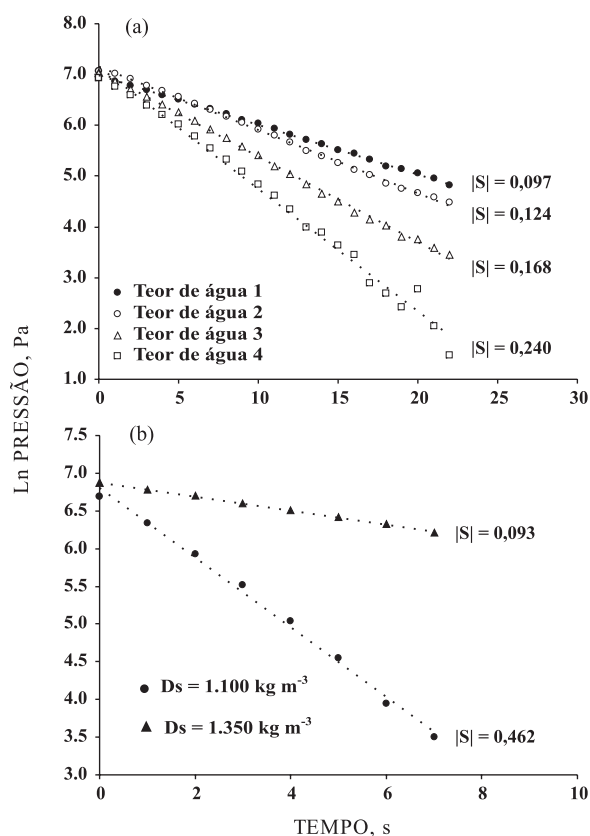 (a)
8.0
7.0
6.0
5.0
4.0
3.0
2.0
1.0
|S| = 0,097
|S| = 0,124
|S| = 0,168
|S| = 0,240
Teor de água 1
Teor de água 2
Teor de água 3
Teor de água 4
0 5 10 15 20 25 30
Ln PRESSÃO, Pa
(b)
7.5
7.0
6.5
6.0
5.5
5.0
4.5
4.0
3.5
3.0
|S| = 0,093
Ds = 1.100 kg m⁻³
Ds = 1.350 kg m⁻³
|S| = 0,462
0 2 4 6 8 10
TEMPO, s